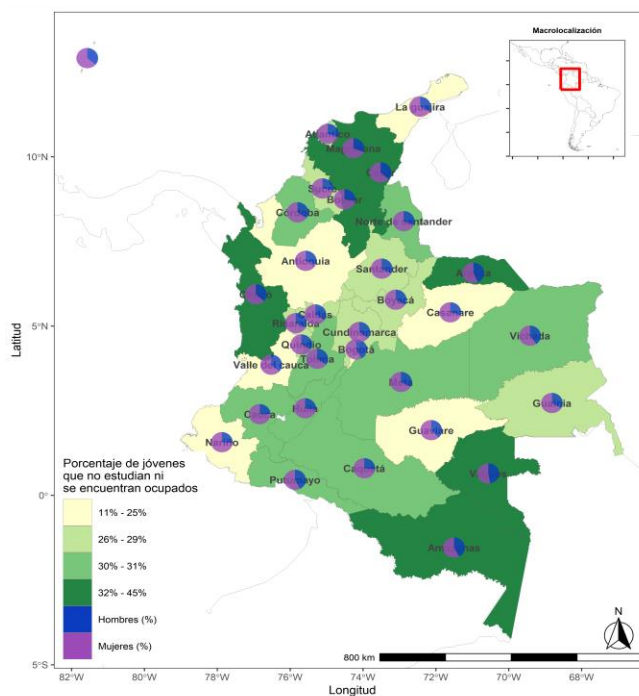 Macrolocalización
La guajira
Atlántico
Magdalena
Cesar
Sucre
Bolívar
Córdoba
Norte de santander
Antioquia
Santander
Arauca
Chocó
Boyacá
Casanare
Caldas
Risaralda
Cundinamarca
Vichada
Quindío
Bogotá
Tolima
Valle del cauca
Meta
Guainía
Cauca
Huila
Guaviare
Nariño
Caquetá
Vaupés
Putumayo
Amazonas
10°N
5°N
0°
5°S
Latitud
Porcentaje de jóvenes
que no estudian ni
se encuentran ocupados
11% - 25%
26% - 29%
30% - 31%
32% - 45%
Hombres (%)
Mujeres (%)
N
800 km
82°W 80°W 78°W 76°W 74°W 72°W 70°W 68°W 66°W
Longitud